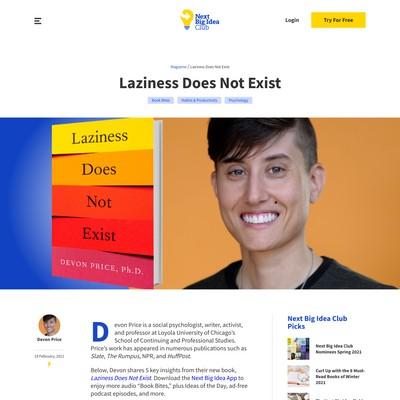 Next
Big Idea
Club
Login
Try For Free
Magazine / Laziness Does Not Exist
Laziness Does Not Exist
Book Bites
Habits & Productivity
Psychology
Laziness
Does
Not
Exist
DEVON PRICE, Ph.D.
Devon Price
19 February, 2021
Devon Price is a social psychologist, writer, activist,
and professor at Loyola University of Chicago's
School of Continuing and Professional Studies.
Price's work has appeared in numerous publications such as
Slate, The Rumpus, NPR, and HuffPost.
Below, Devon shares 5 key insights from their new book,
Laziness Does Not Exist. Download the Next Big Idea App to
enjoy more audio “Book Bites,” plus Ideas of the Day, ad-free
podcast episodes, and more.
Next Big Idea Club
Picks
Next Big Idea Club
Nominees Spring 2021
Curl Up with the 8 Must-
Read Books of Winter
2021